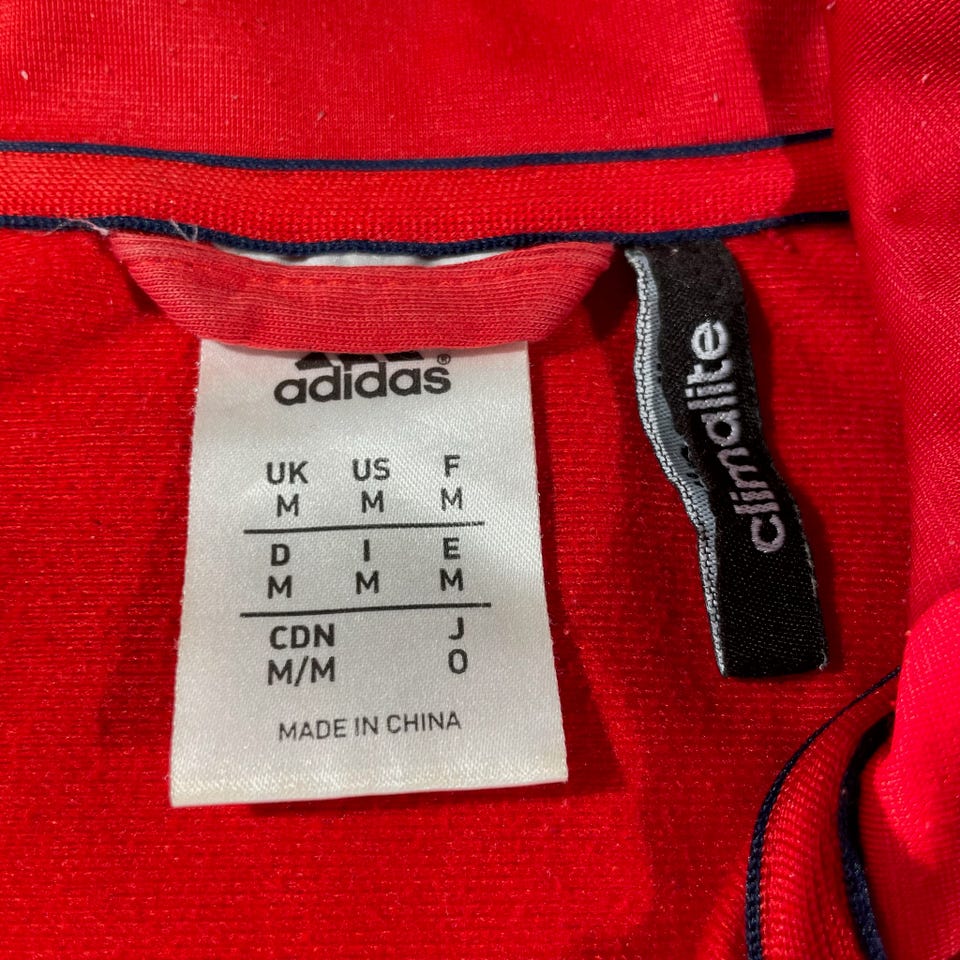 adidas®
UK US F
M M M
D I E
M M M
CDN J
M/M O
MADE IN CHINA
climalite